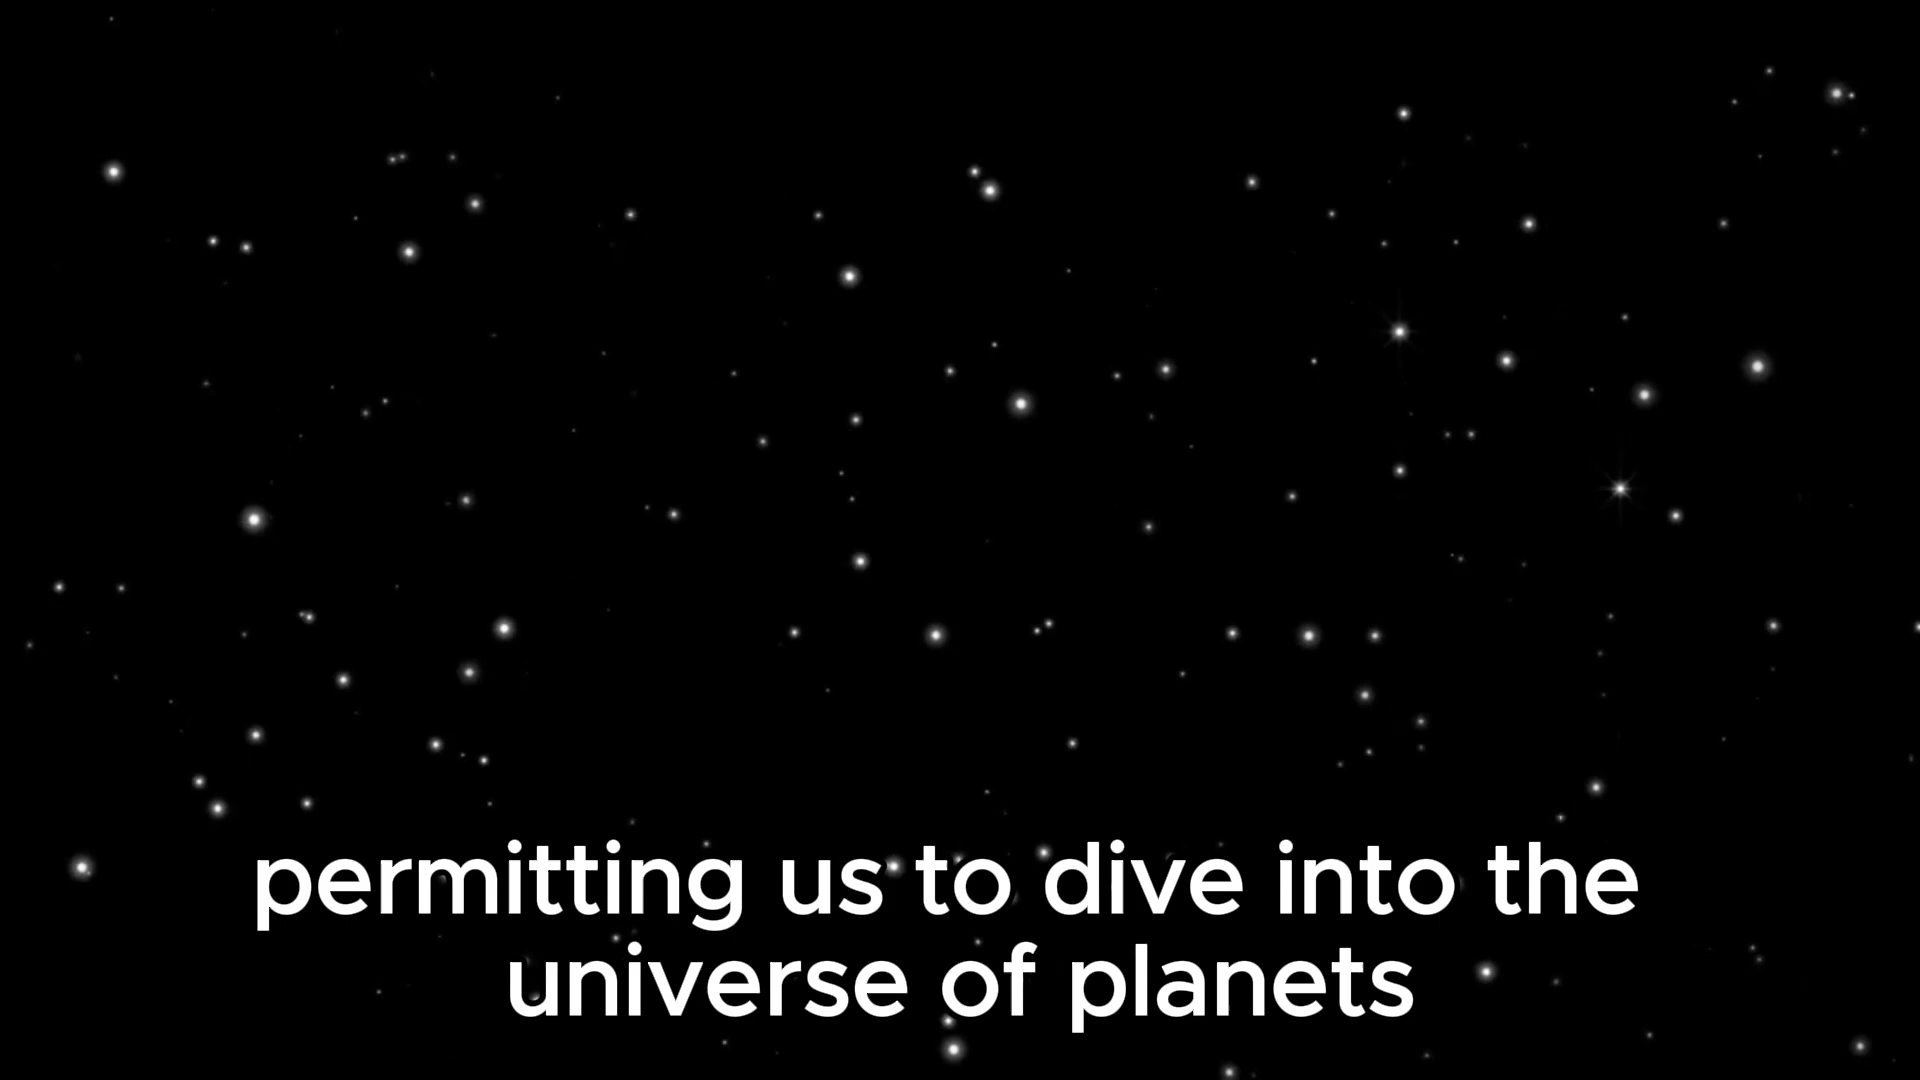 permitting us to dive into the
universe of planets